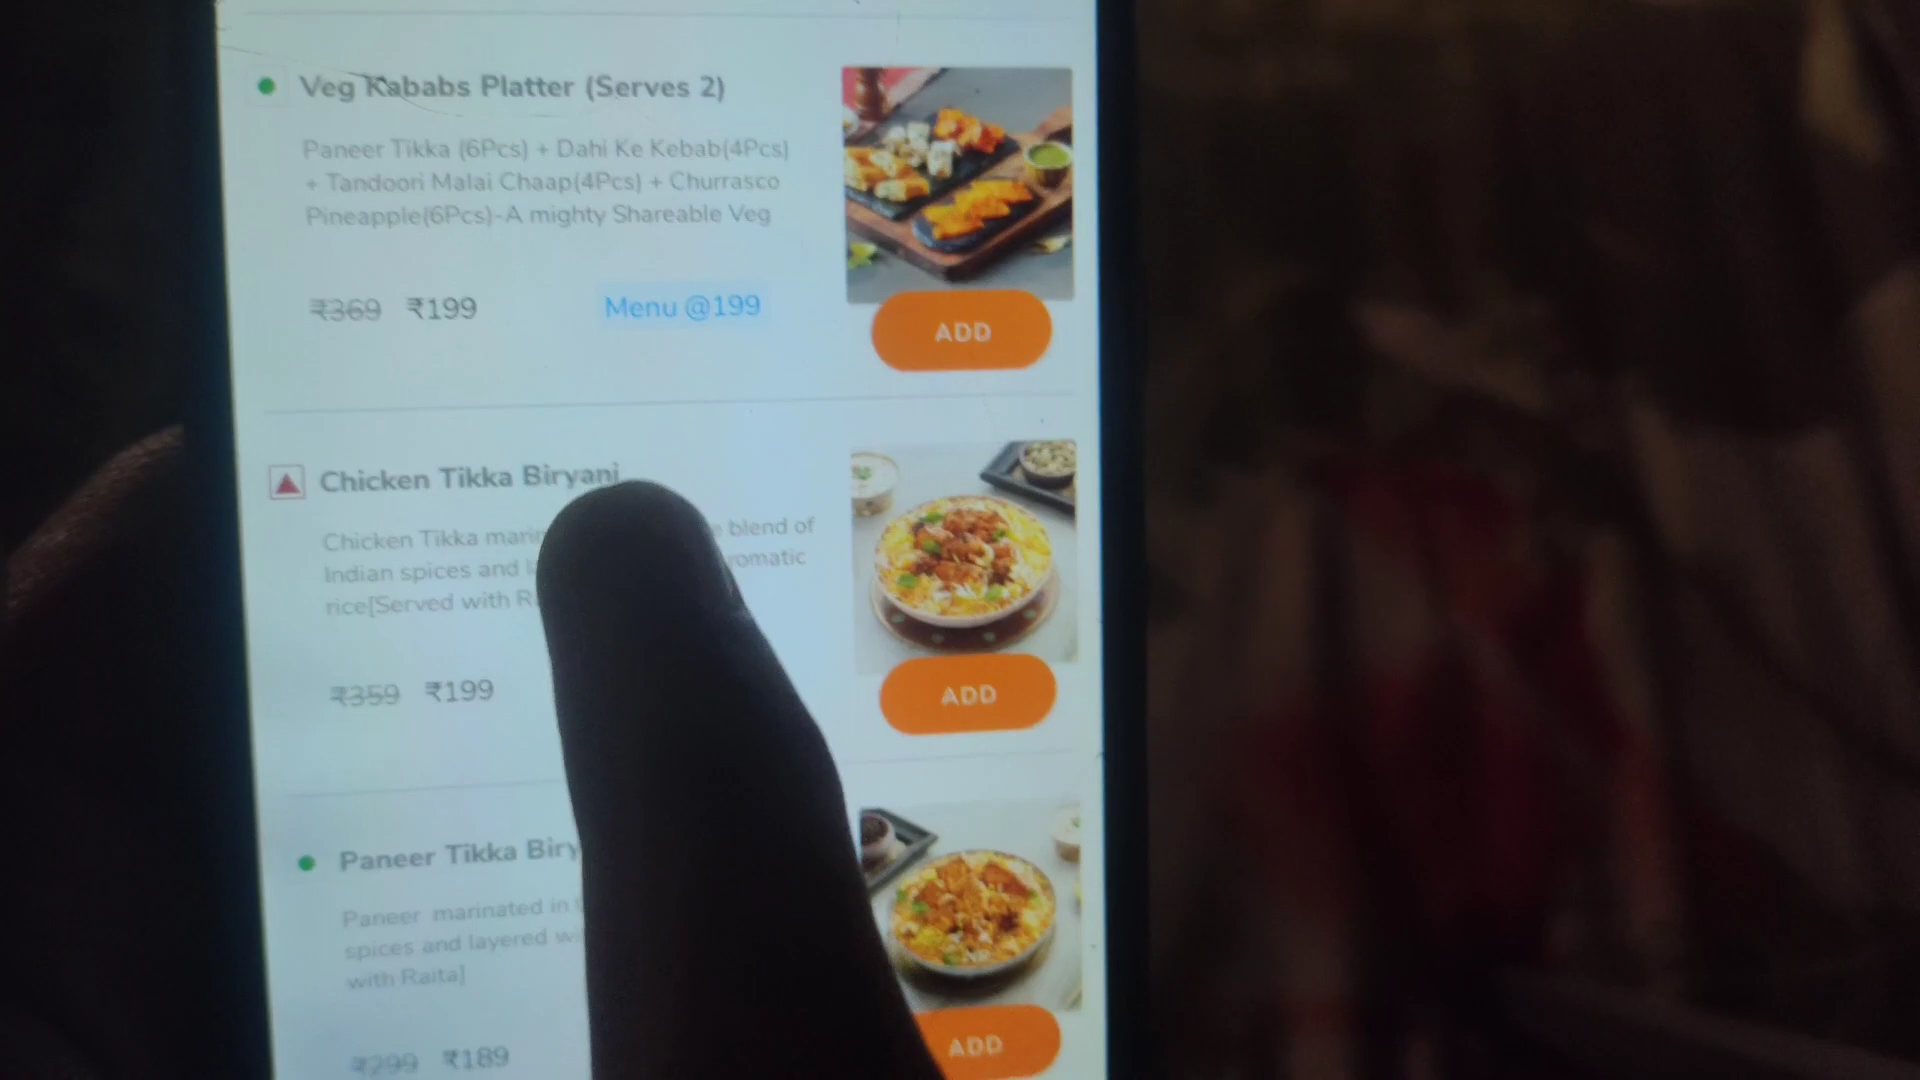 Veg Kababs Platter (Serves 2)
Paneer Tikka (6Pcs) + Dahi Ke Kebab(4Pcs)
+ Tandoori Malai Chaap(4Pcs) + Churrasco
Pineapple(6Pcs)-A mighty Shareable Veg
₹369 ₹199 Menu @199
ADD
Chicken Tikka Biryani
Chicken Tikka blend of
Indian spices and
rice[Served with
₹359 ₹199
ADD
Paneer Tikka
Paneer marinated in
spices and layered
with Raita]
₹299 ₹189
ADD